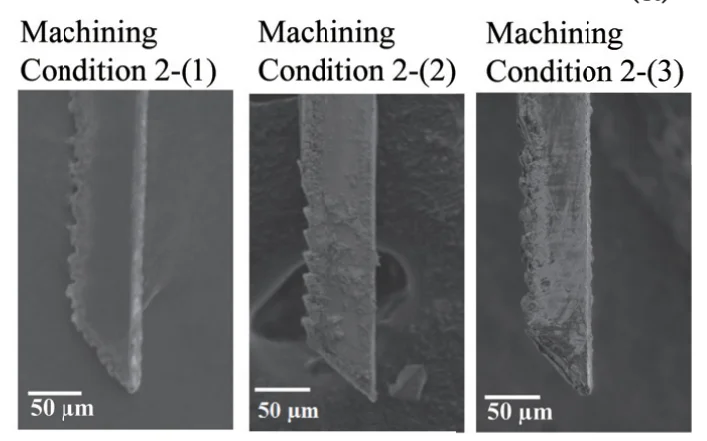 Machining
Condition 2-(1)
Machining
Condition 2-(2)
Machining
Condition 2-(3)
50 μm
50 μm
50 μm